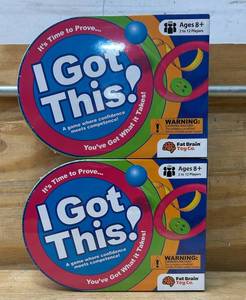 It's Time to Prove...
Ages 8+
2 to 12 Players
I Got
This!
A game where confidence
meets competence!
WARNING:
You've Got What it Takes!
Fat Brain
Toy Co.
It's Time to Prove...
Ages 8+
2 to 12 Players
I Got
This!
A game where confidence
meets competence!
WARNING:
You've Got What it Takes!
Fat Brain
Toy Co.